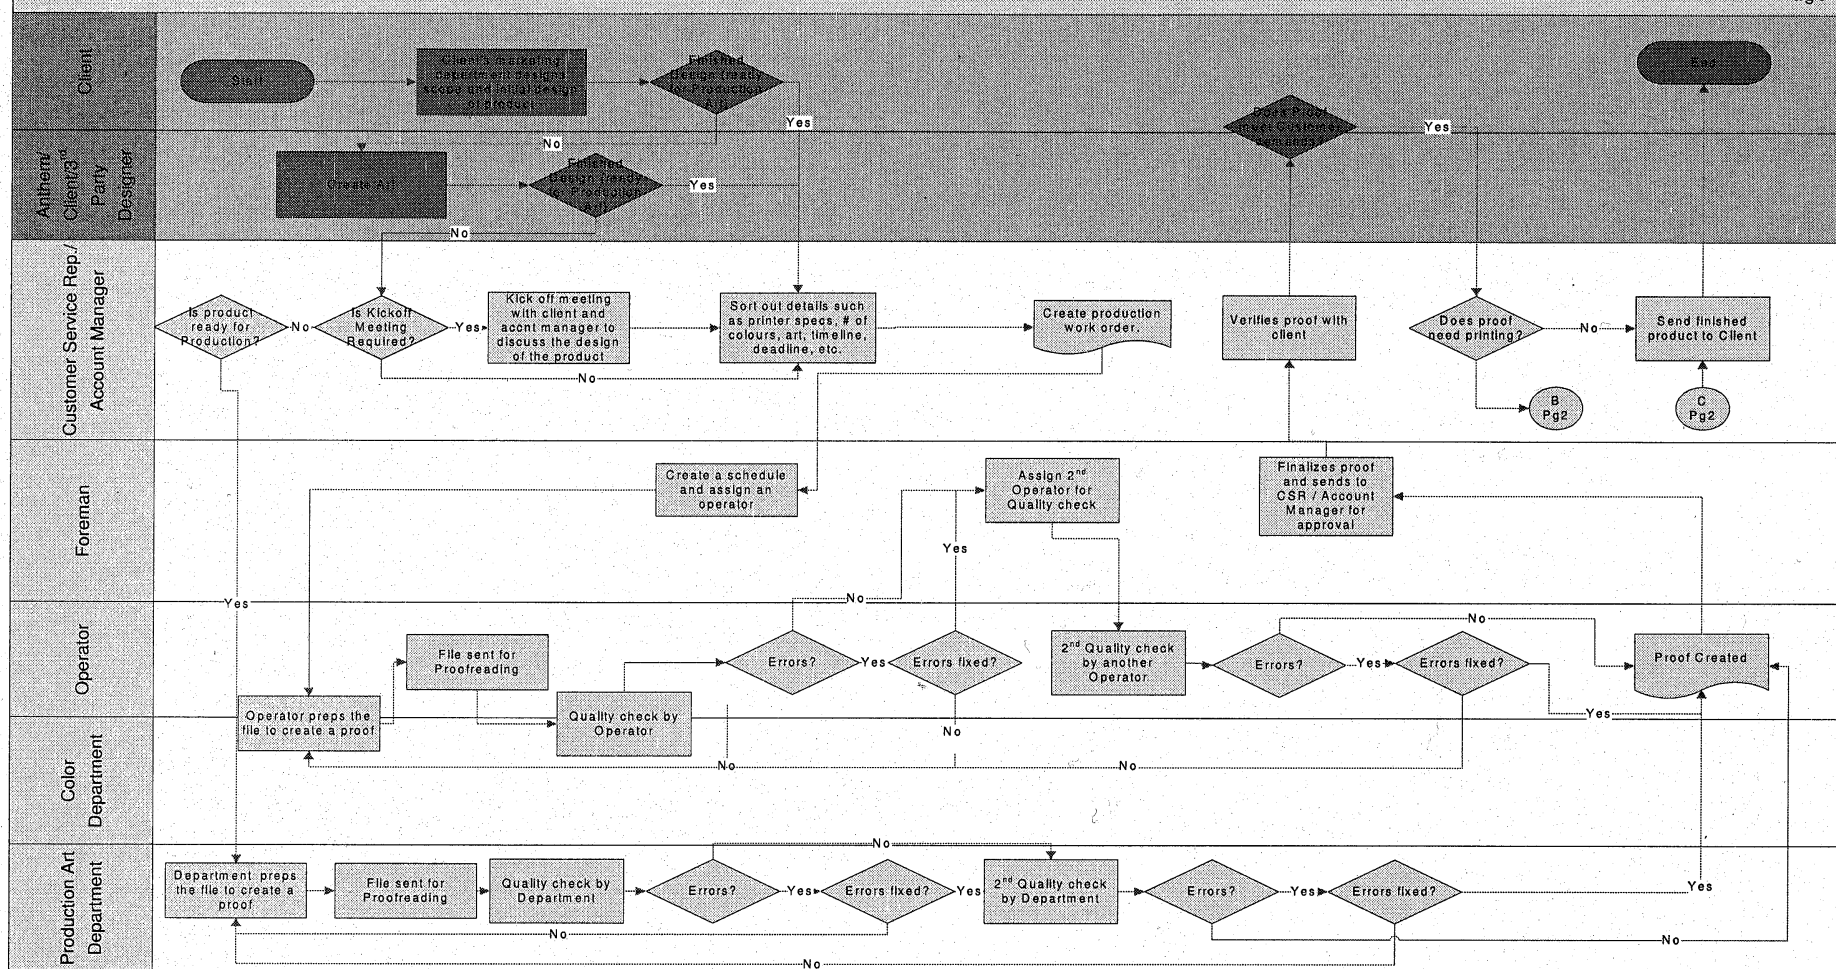 Client
Start
Client's marketing
department designs
scope and initial design
of product
Finished
Design (ready
for Production
Art)
Yes
No
Does Proof
meet Customer
demands?
Yes
End
Anthem/
Client/3rd
Party
Designer
Create Art
Finished
Design (ready
for Production
Art)
Yes
No
Customer Service Rep./
Account Manager
Is product
ready for
Production?
No
Is Kickoff
Meeting
Required?
Yes
Kick off meeting
with client and
accnt manager to
discuss the design
of the product
No
Sort out details such
as printer specs, # of
colours, art, timeline,
deadline, etc.
Create production
work order.
Verifies proof with
client
Does proof
need printing?
No
Send finished
product to Client
B
Pg2
C
Pg2
Foreman
Create a schedule
and assign an
operator
Assign 2nd
Operator for
Quality check
Finalizes proof
and sends to
CSR / Account
Manager for
approval
Yes
Yes
No
Operator
Operator preps the
file to create a proof
File sent for
Proofreading
Quality check by
Operator
Errors?
Yes
Errors fixed?
No
2nd Quality check
by another
Operator
Errors?
Yes
Errors fixed?
No
Yes
Proof Created
Color
Department
No
No
Production Art
Department
Department preps
the file to create a
proof
File sent for
Proofreading
Quality check by
Department
Errors?
Yes
Errors fixed?
Yes
No
2nd Quality check
by Department
Errors?
Yes
Errors fixed?
Yes
No
No
No